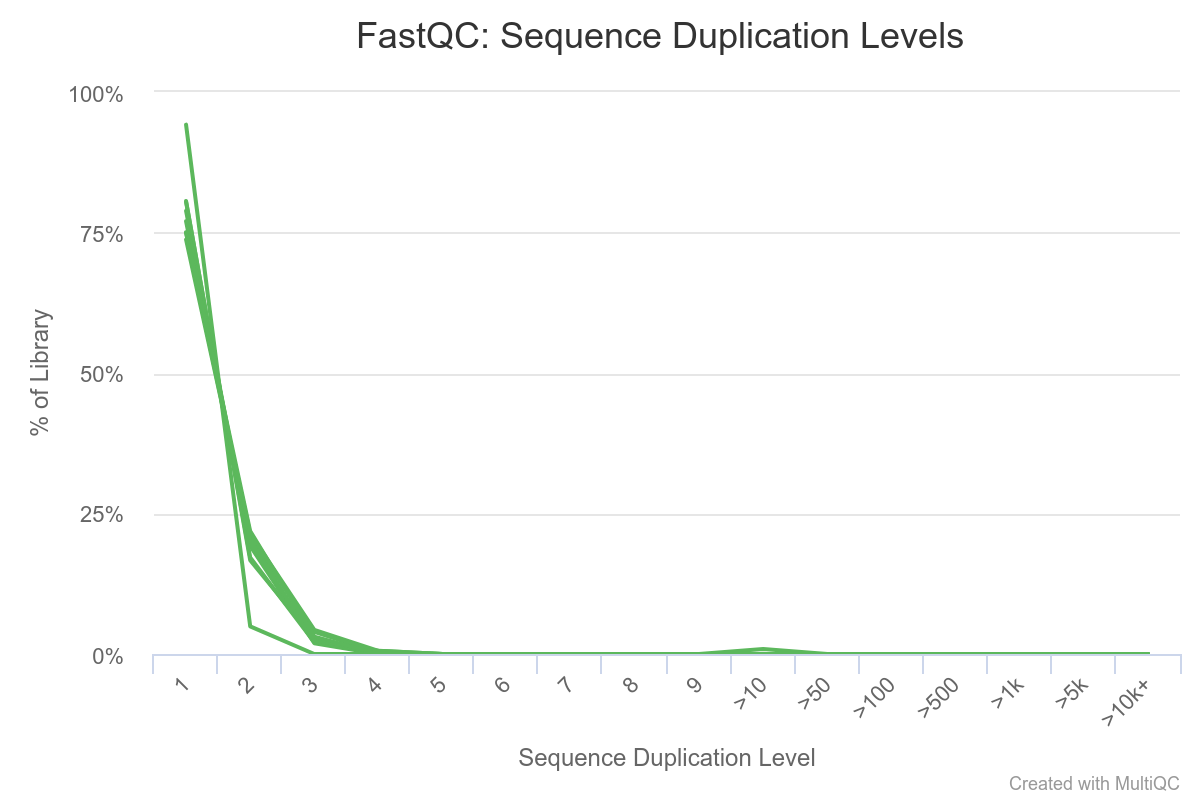 FastQC: Sequence Duplication Levels
100%
75%
50%
25%
0%
% of Library
1
2
3
4
5
6
7
8
9
>10
>50
>100
>500
>1k
>5k
>10k+
Sequence Duplication Level
Created with MultiQC